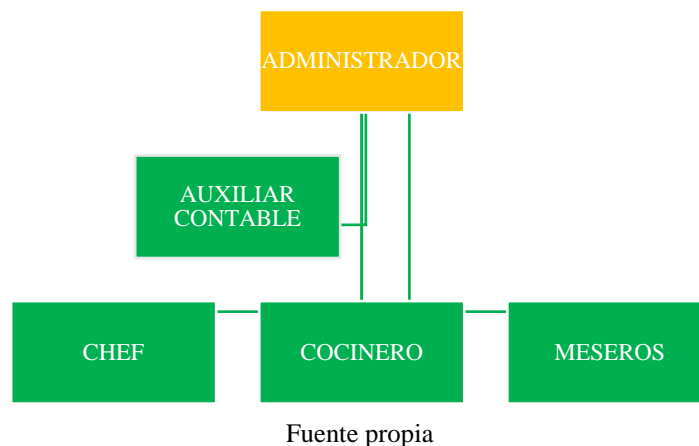 ADMINISTRADOR
AUXILIAR
CONTABLE
CHEF
COCINERO
MESEROS
Fuente propia